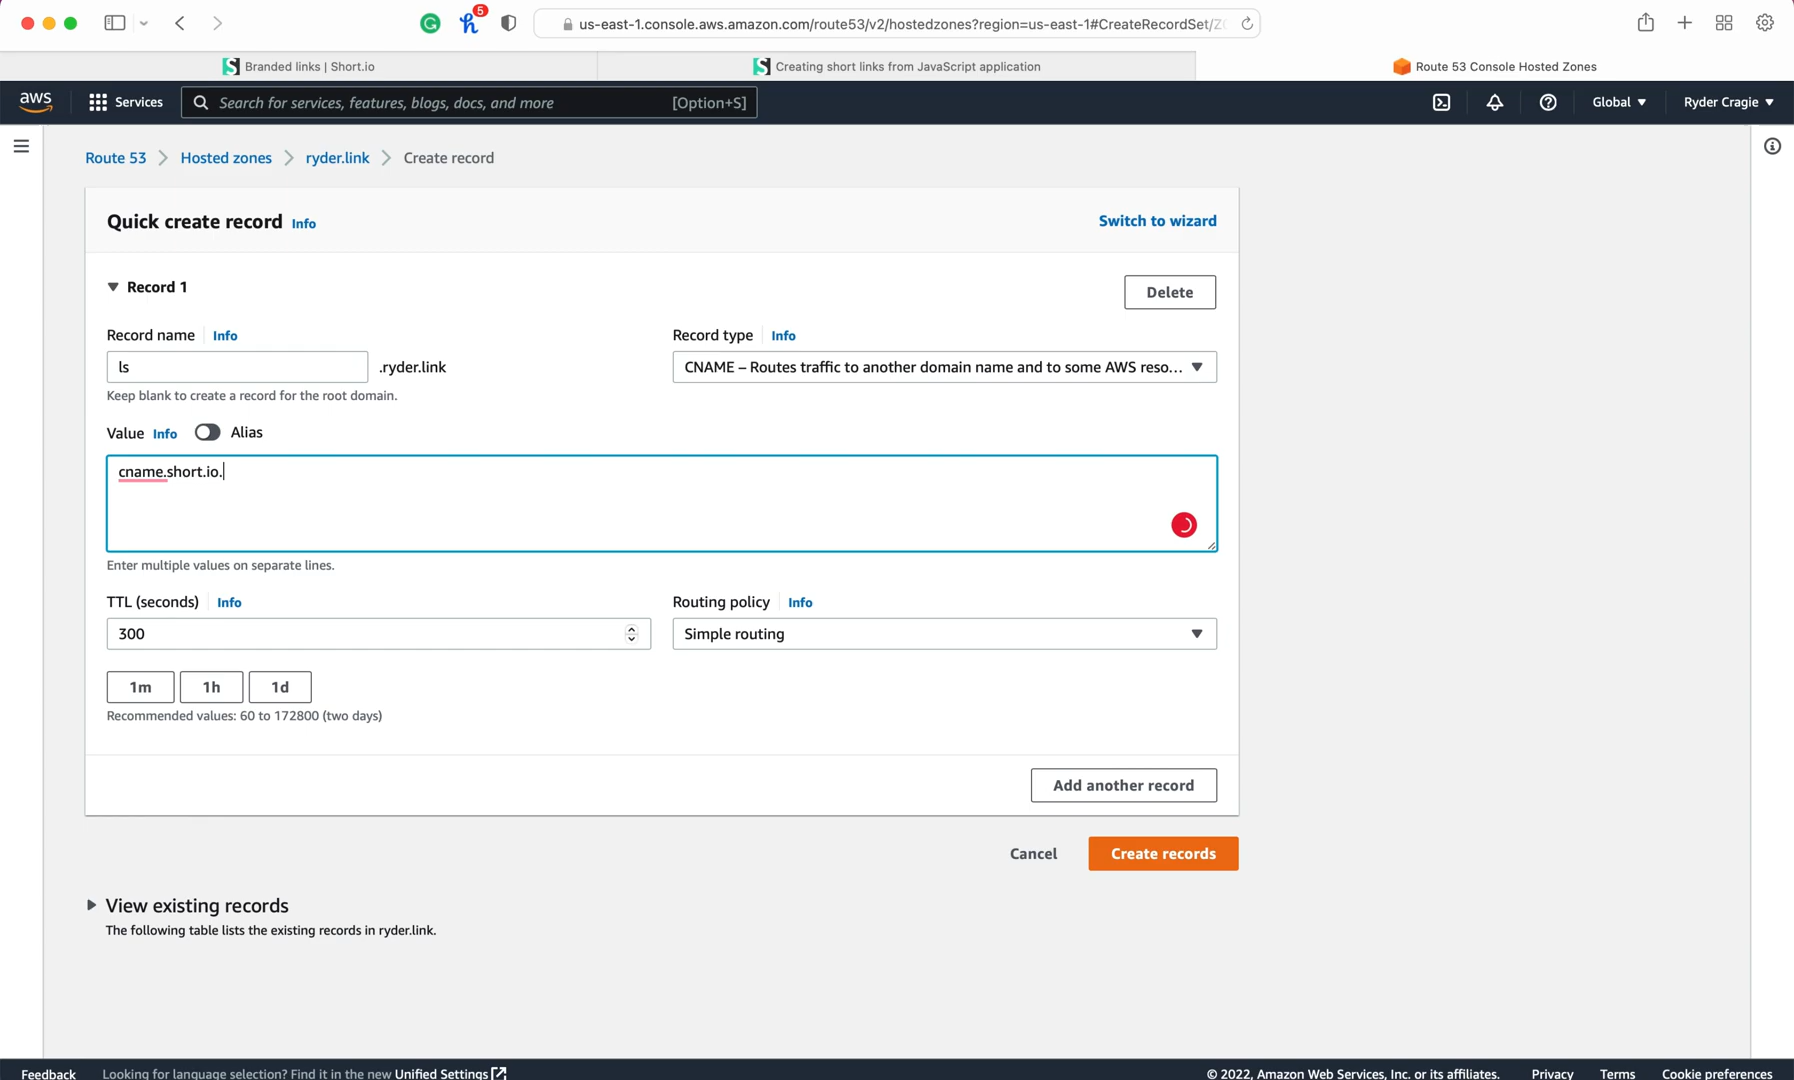 5
us-east-1.console.aws.amazon.com/route53/v2/hostedzones?region=us-east-1#CreateRecordSet/Z
Branded links | Short.io
Creating short links from JavaScript application
Route 53 Console Hosted Zones
aws
Services
Search for services, features, blogs, docs, and more
[Option+S]
Global
Ryder Cragie
Route 53
Hosted zones
ryder.link
Create record
Quick create record
Info
Switch to wizard
Record 1
Delete
Record name
Info
Record type
Info
ls
.ryder.link
CNAME – Routes traffic to another domain name and to some AWS reso...
Keep blank to create a record for the root domain.
Value
Info
Alias
cname.short.io.
Enter multiple values on separate lines.
TTL (seconds)
Info
Routing policy
Info
300
Simple routing
1m
1h
1d
Recommended values: 60 to 172800 (two days)
Add another record
Cancel
Create records
View existing records
The following table lists the existing records in ryder.link.
Feedback
Looking for language selection? Find it in the new Unified Settings
© 2022, Amazon Web Services, Inc. or its affiliates.
Privacy
Terms
Cookie preferences